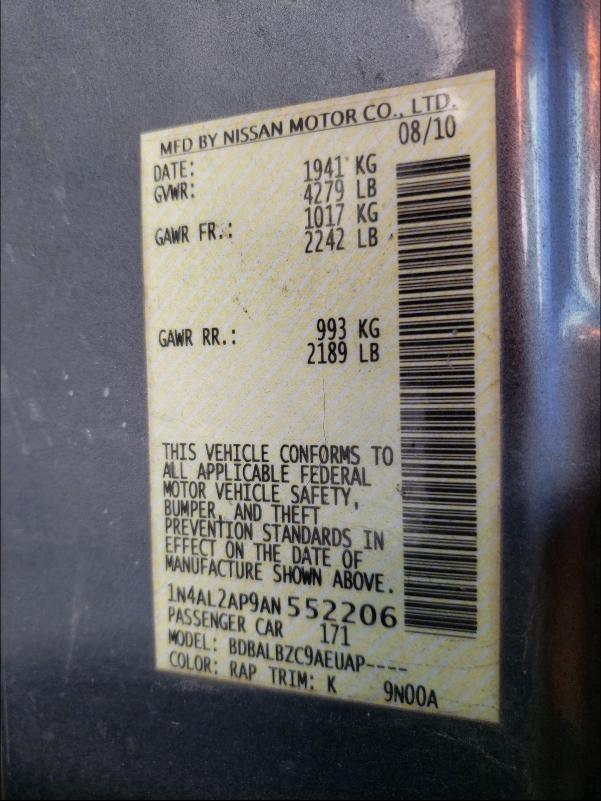 MFD BY NISSAN MOTOR CO., LTD.
DATE: 08/10
GVWR: 1941 KG
4279 LB
GAWR FR.: 1017 KG
2242 LB
GAWR RR.: 993 KG
2189 LB
THIS VEHICLE CONFORMS TO
ALL APPLICABLE FEDERAL
MOTOR VEHICLE SAFETY,
BUMPER, AND THEFT
PREVENTION STANDARDS IN
EFFECT ON THE DATE OF
MANUFACTURE SHOWN ABOVE.
1N4AL2AP9AN552206
PASSENGER CAR 171
MODEL: BDBALBZC9AEUAP----
COLOR: RAP TRIM: K 9N00A